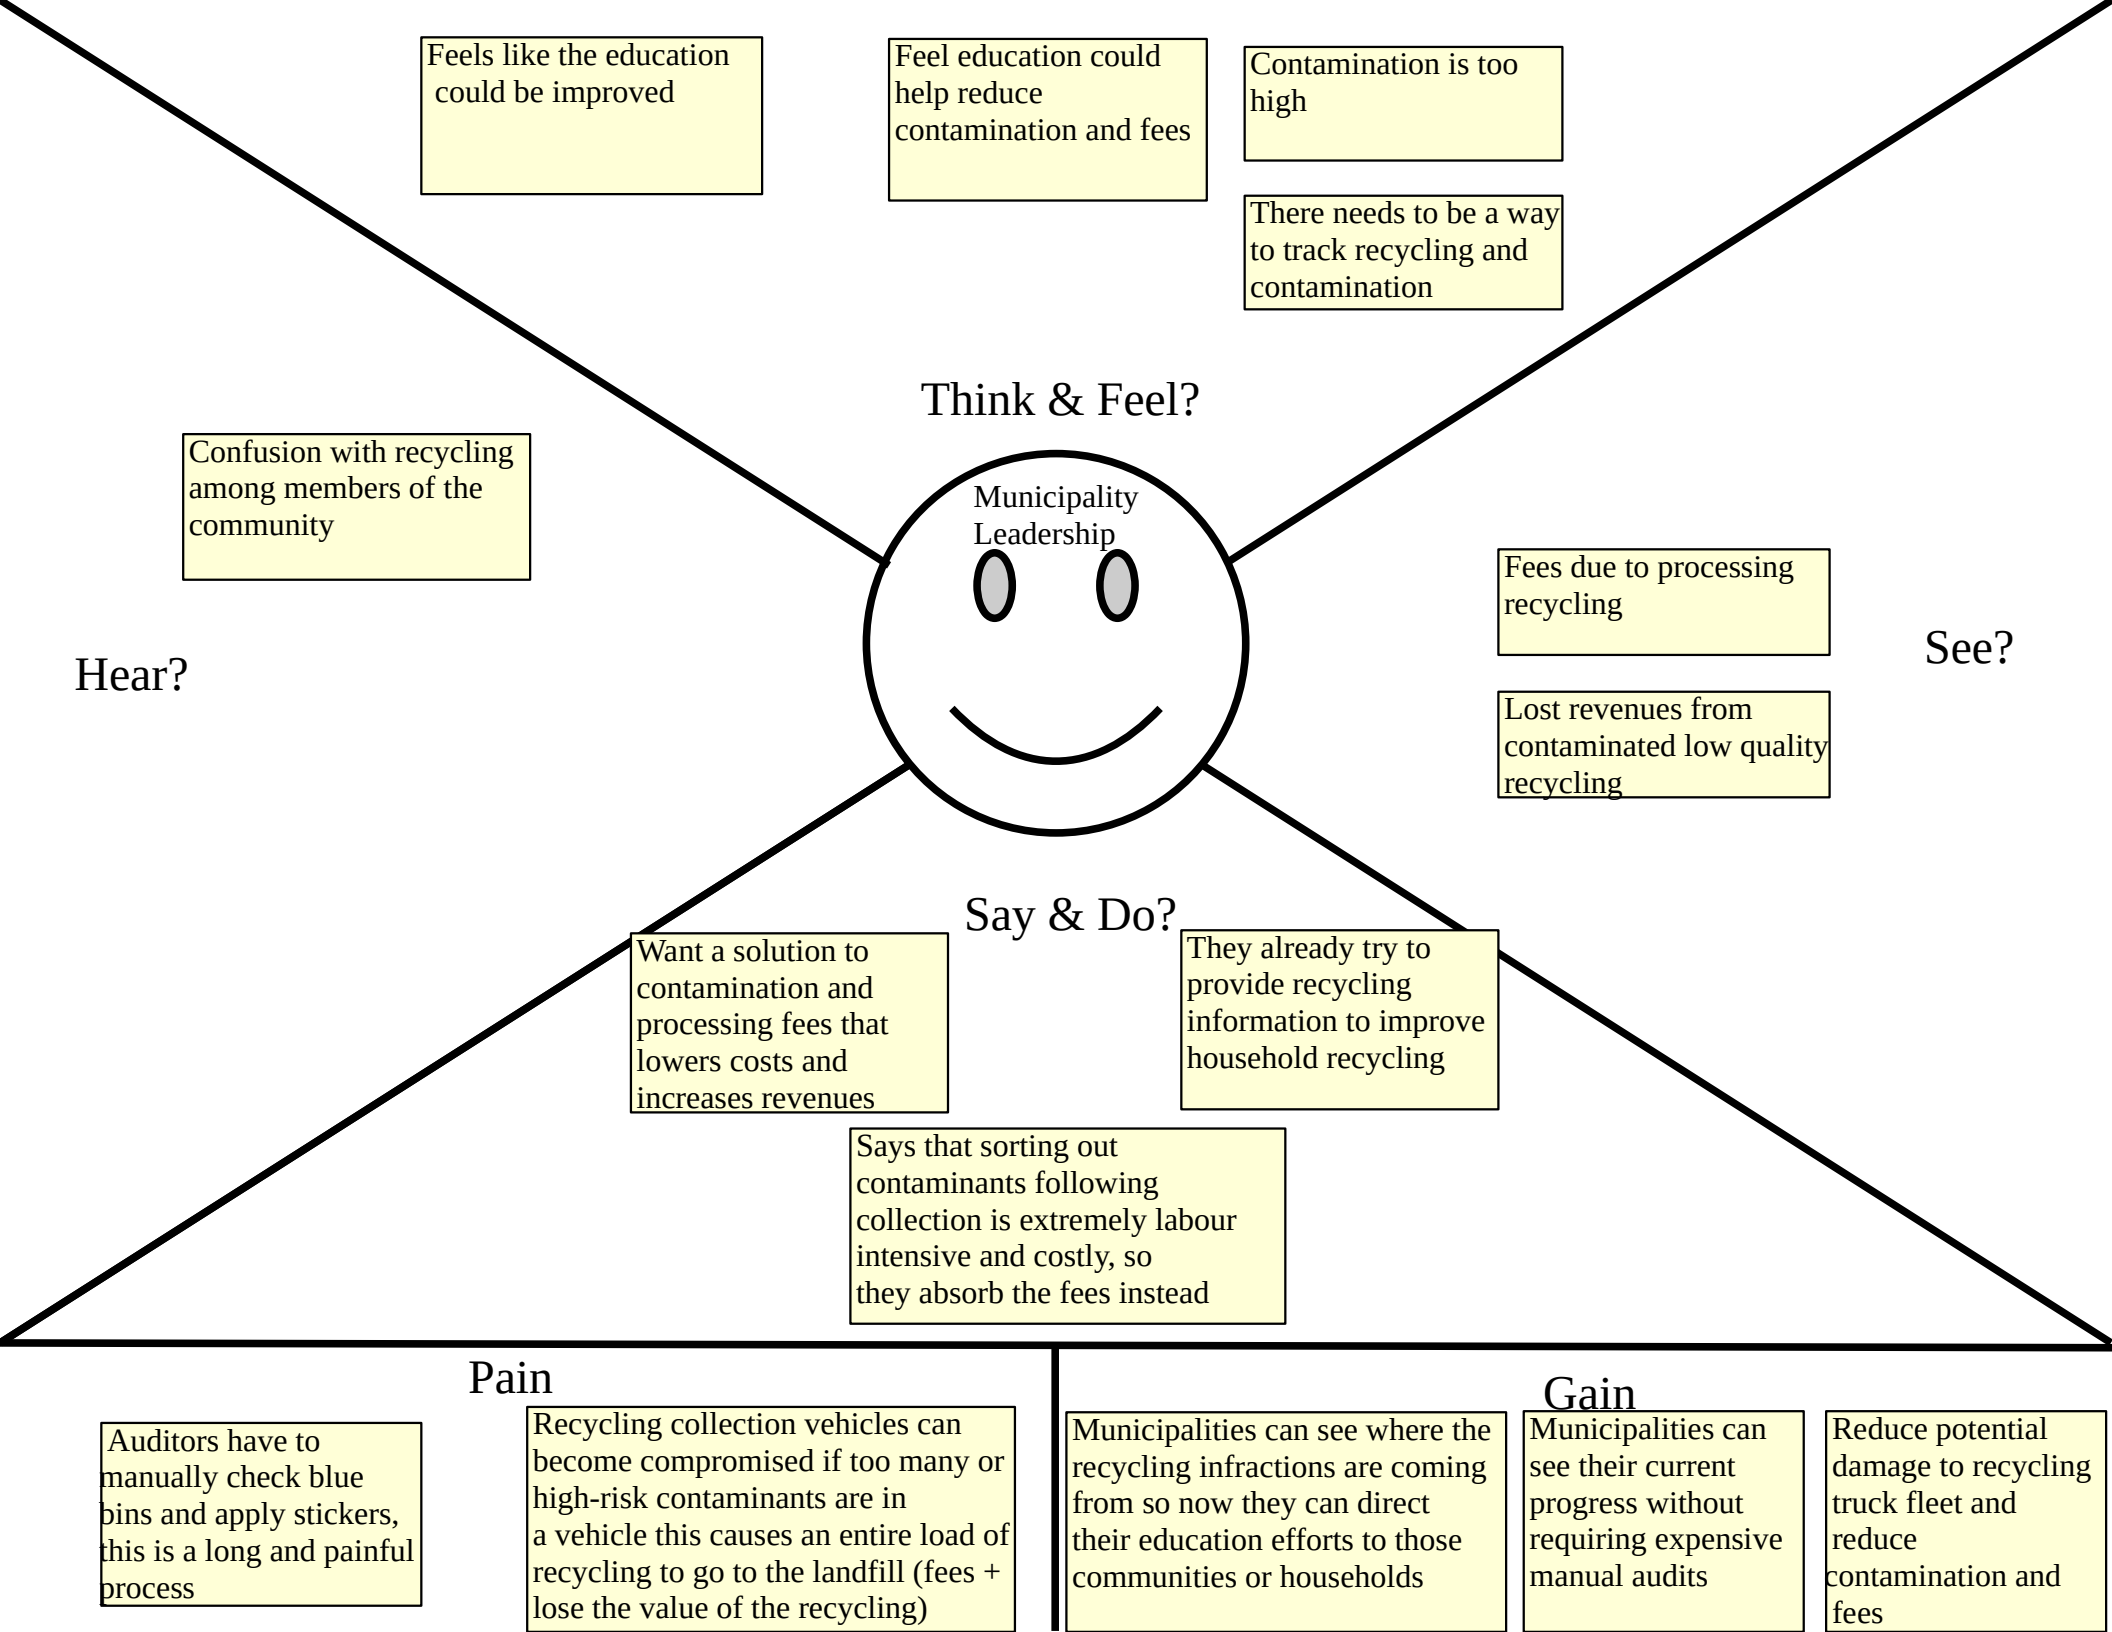 Feels like the education
could be improved
Feel education could
help reduce
contamination and fees
Contamination is too
high
There needs to be a way
to track recycling and
contamination
Think & Feel?
Confusion with recycling
among members of the
community
Municipality
Leadership
Fees due to processing
recycling
See?
Hear?
Lost revenues from
contaminated low quality
recycling
Say & Do?
Want a solution to
contamination and
processing fees that
lowers costs and
increases revenues
They already try to
provide recycling
information to improve
household recycling
Says that sorting out
contaminants following
collection is extremely labour
intensive and costly, so
they absorb the fees instead
Pain
Auditors have to
manually check blue
bins and apply stickers,
this is a long and painful
process
Recycling collection vehicles can
become compromised if too many or
high-risk contaminants are in
a vehicle this causes an entire load of
recycling to go to the landfill (fees +
lose the value of the recycling)
Gain
Municipalities can see where the
recycling infractions are coming
from so now they can direct
their education efforts to those
communities or households
Municipalities can
see their current
progress without
requiring expensive
manual audits
Reduce potential
damage to recycling
truck fleet and
reduce
contamination and
fees